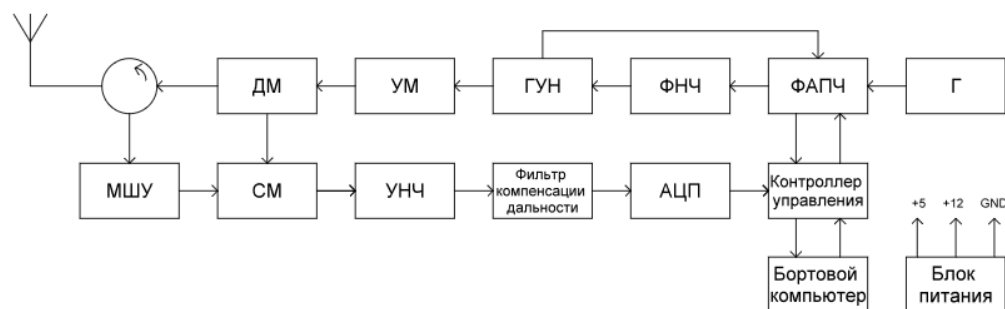 ДМ
УМ
ГУН
ФНЧ
ФАПЧ
Г
МШУ
СМ
УНЧ
Фильтр
компенсации
дальности
АЦП
Контроллер
управления
+5
+12
GND
Бортовой
компьютер
Блок
питания